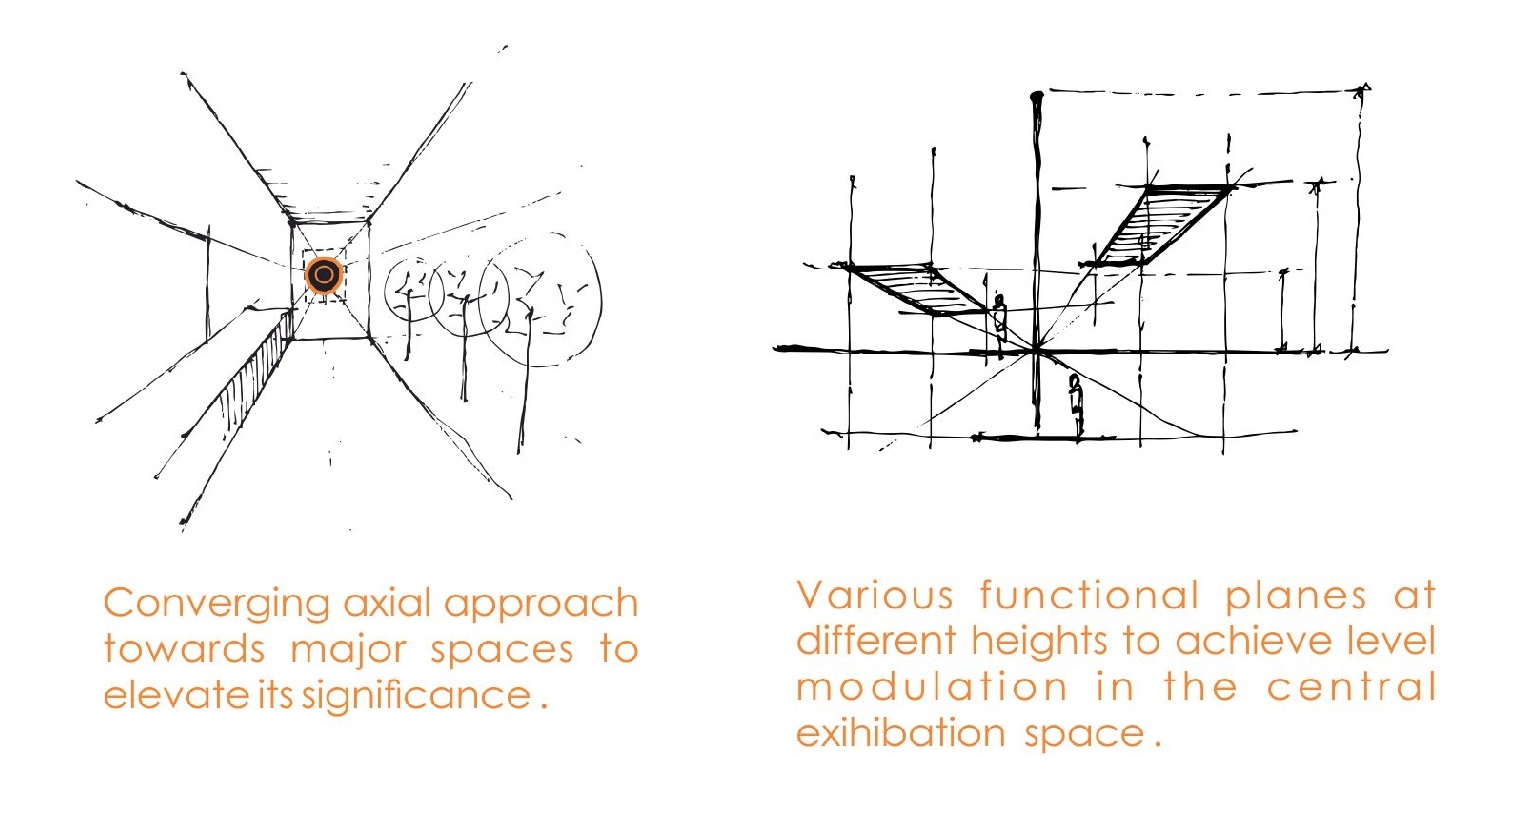 Converging axial approach
towards major spaces to
elevate its significance .
Various functional planes at
different heights to achieve level
modulation in the central
exihibation space .